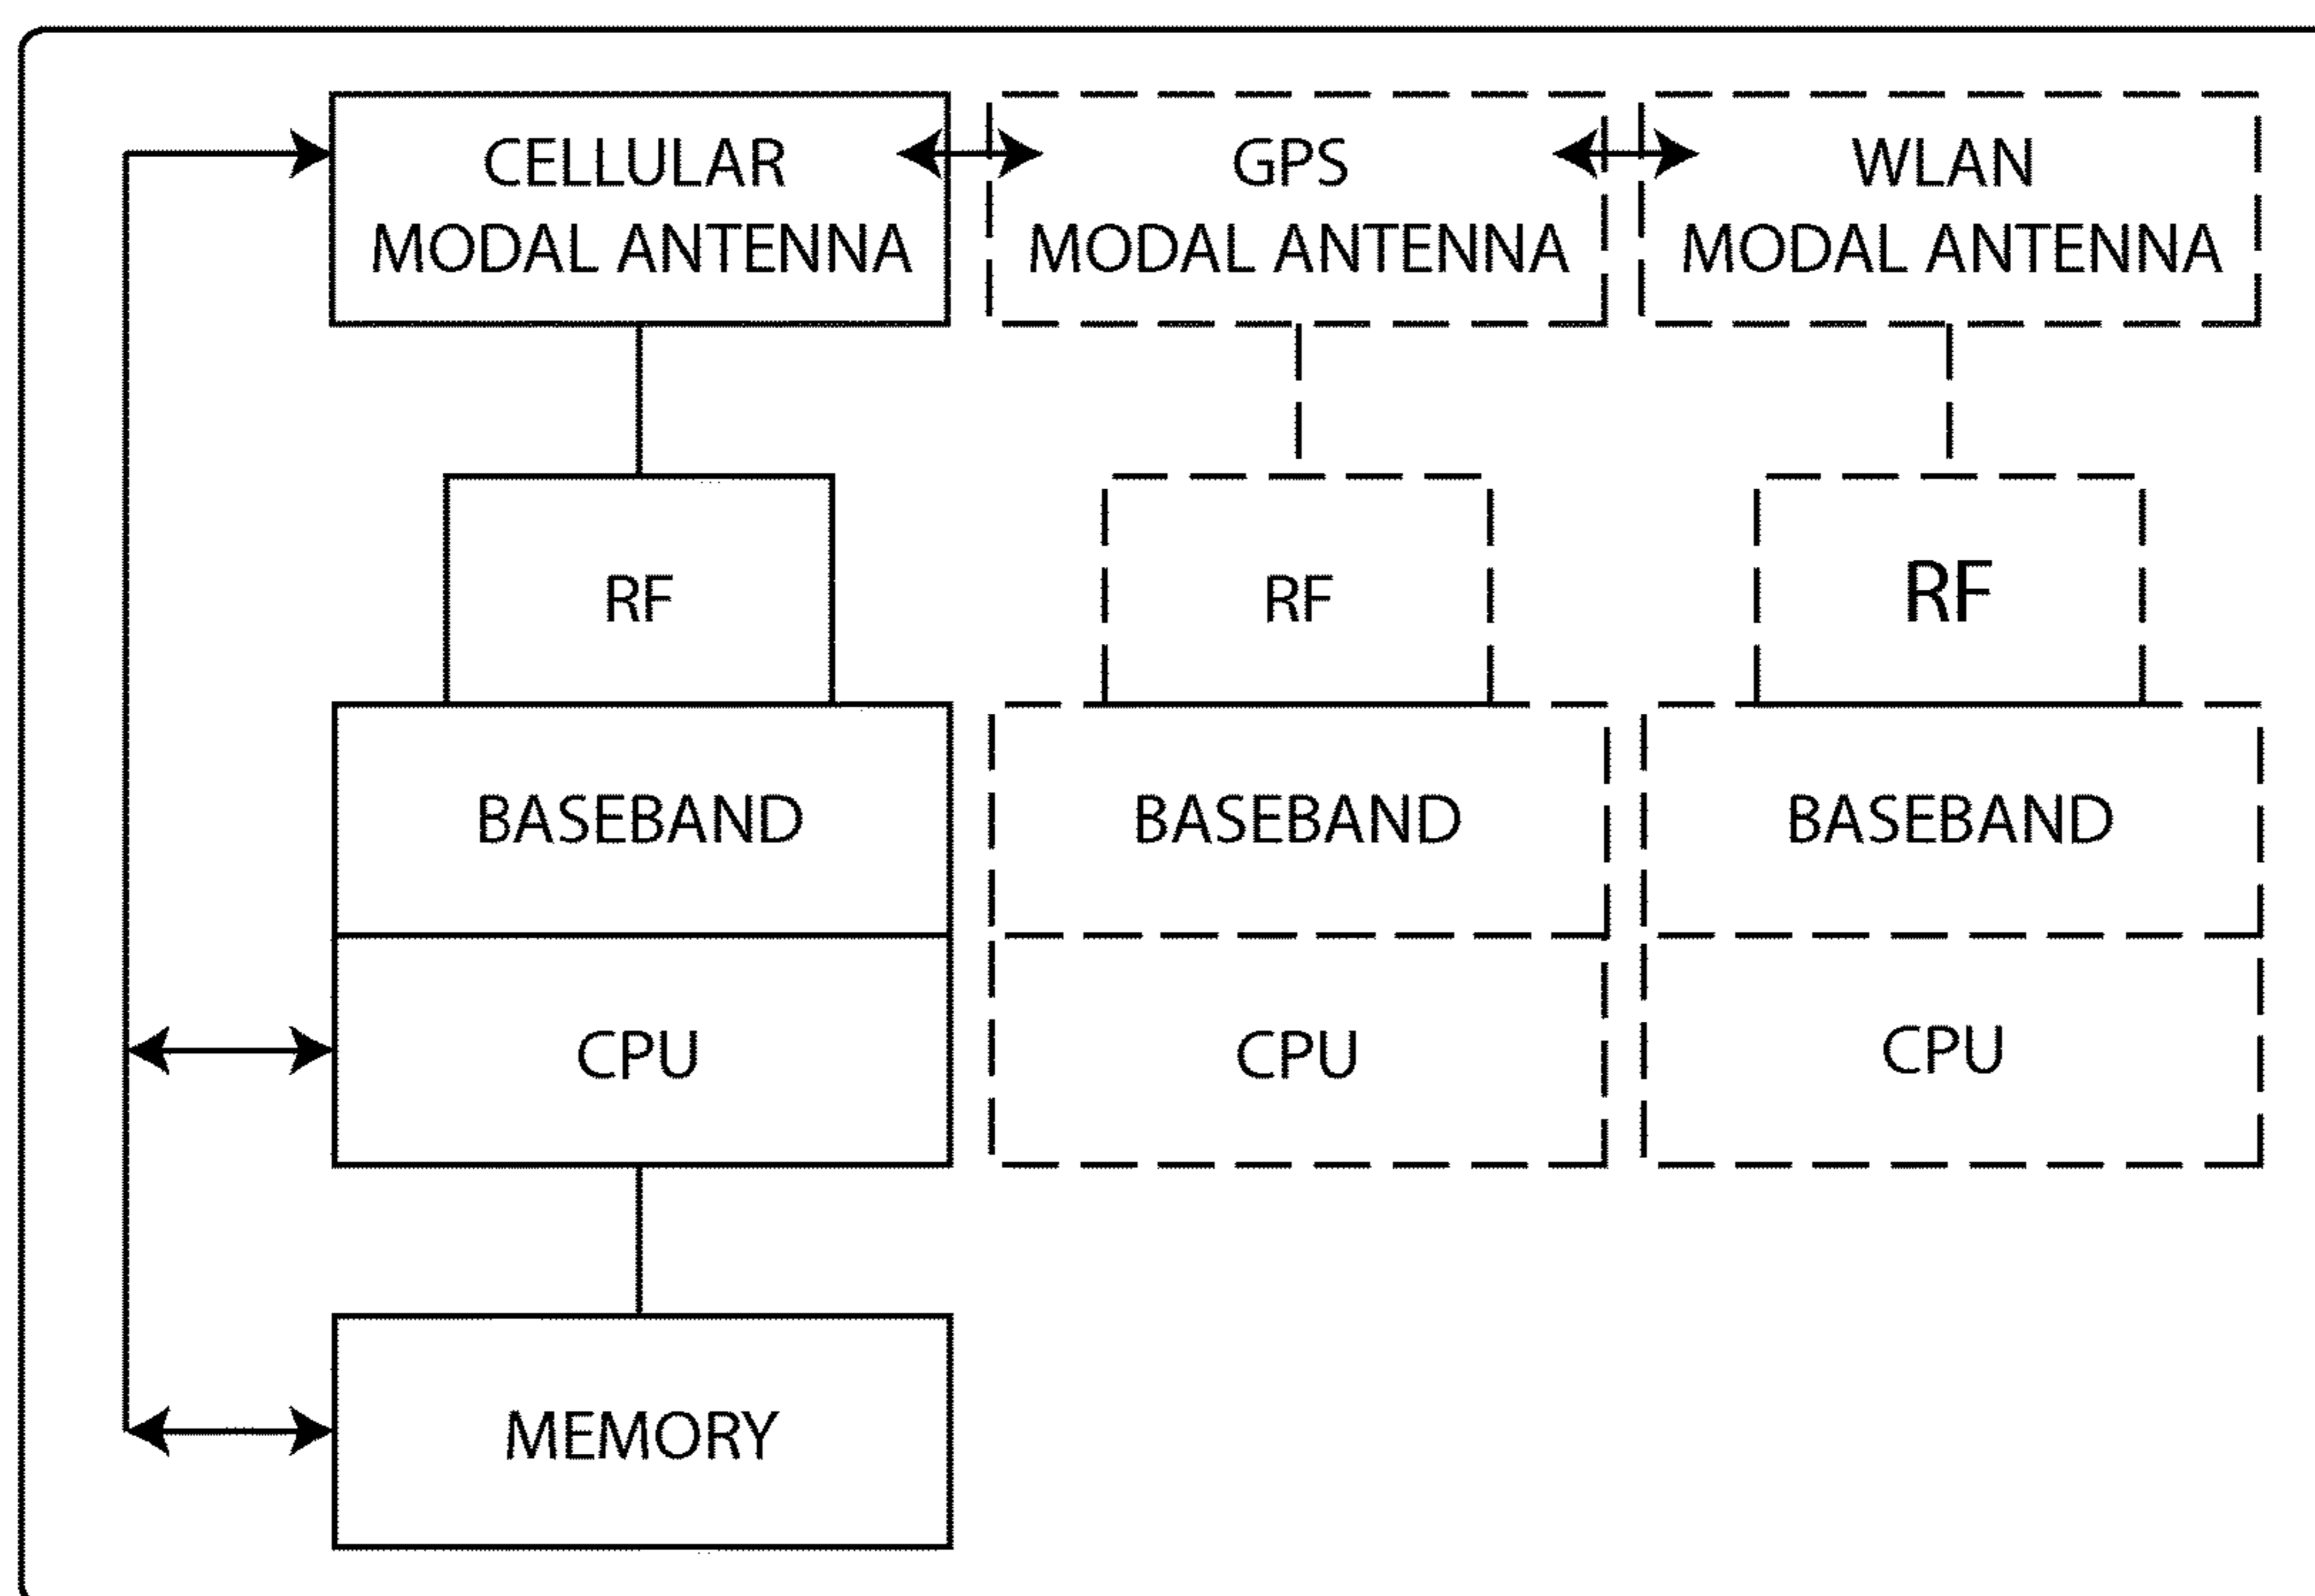 CELLULAR
MODAL ANTENNA
GPS
MODAL ANTENNA
WLAN
MODAL ANTENNA
RF
RF
RF
BASEBAND
BASEBAND
BASEBAND
CPU
CPU
CPU
MEMORY